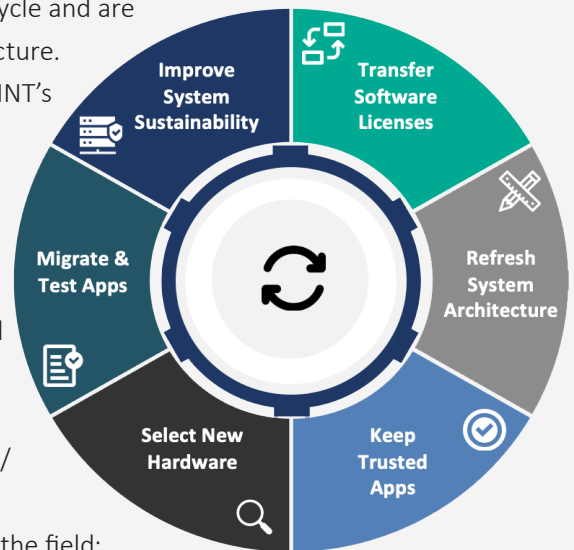 ycle and are
cture.
INT’s
/
the field:
Improve
System
Sustainability
Transfer
Software
Licenses
Refresh
System
Architecture
Keep
Trusted
Apps
Select New
Hardware
Migrate &
Test Apps